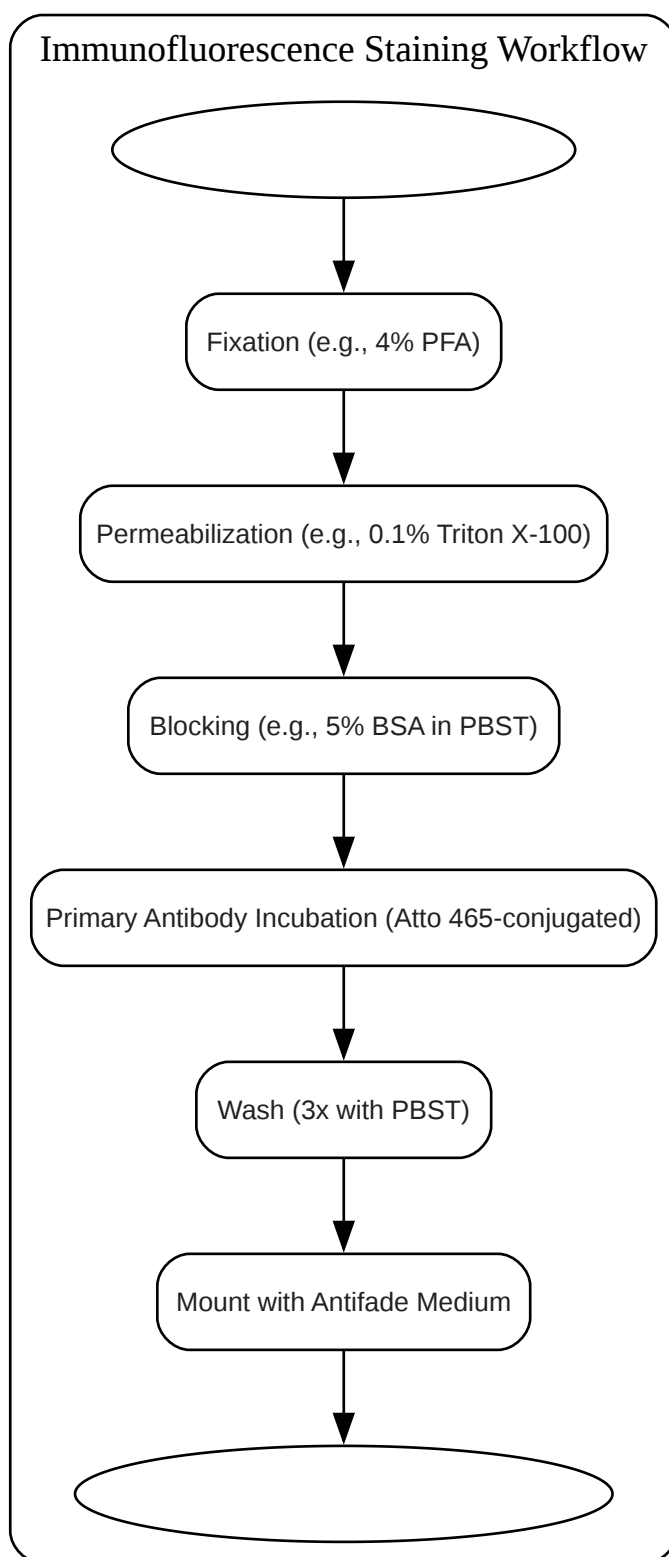 Immunofluorescence Staining Workflow
Fixation (e.g., 4% PFA)
Permeabilization (e.g., 0.1% Triton X-100)
Blocking (e.g., 5% BSA in PBST)
Primary Antibody Incubation (Atto 465-conjugated)
Wash (3x with PBST)
Mount with Antifade Medium